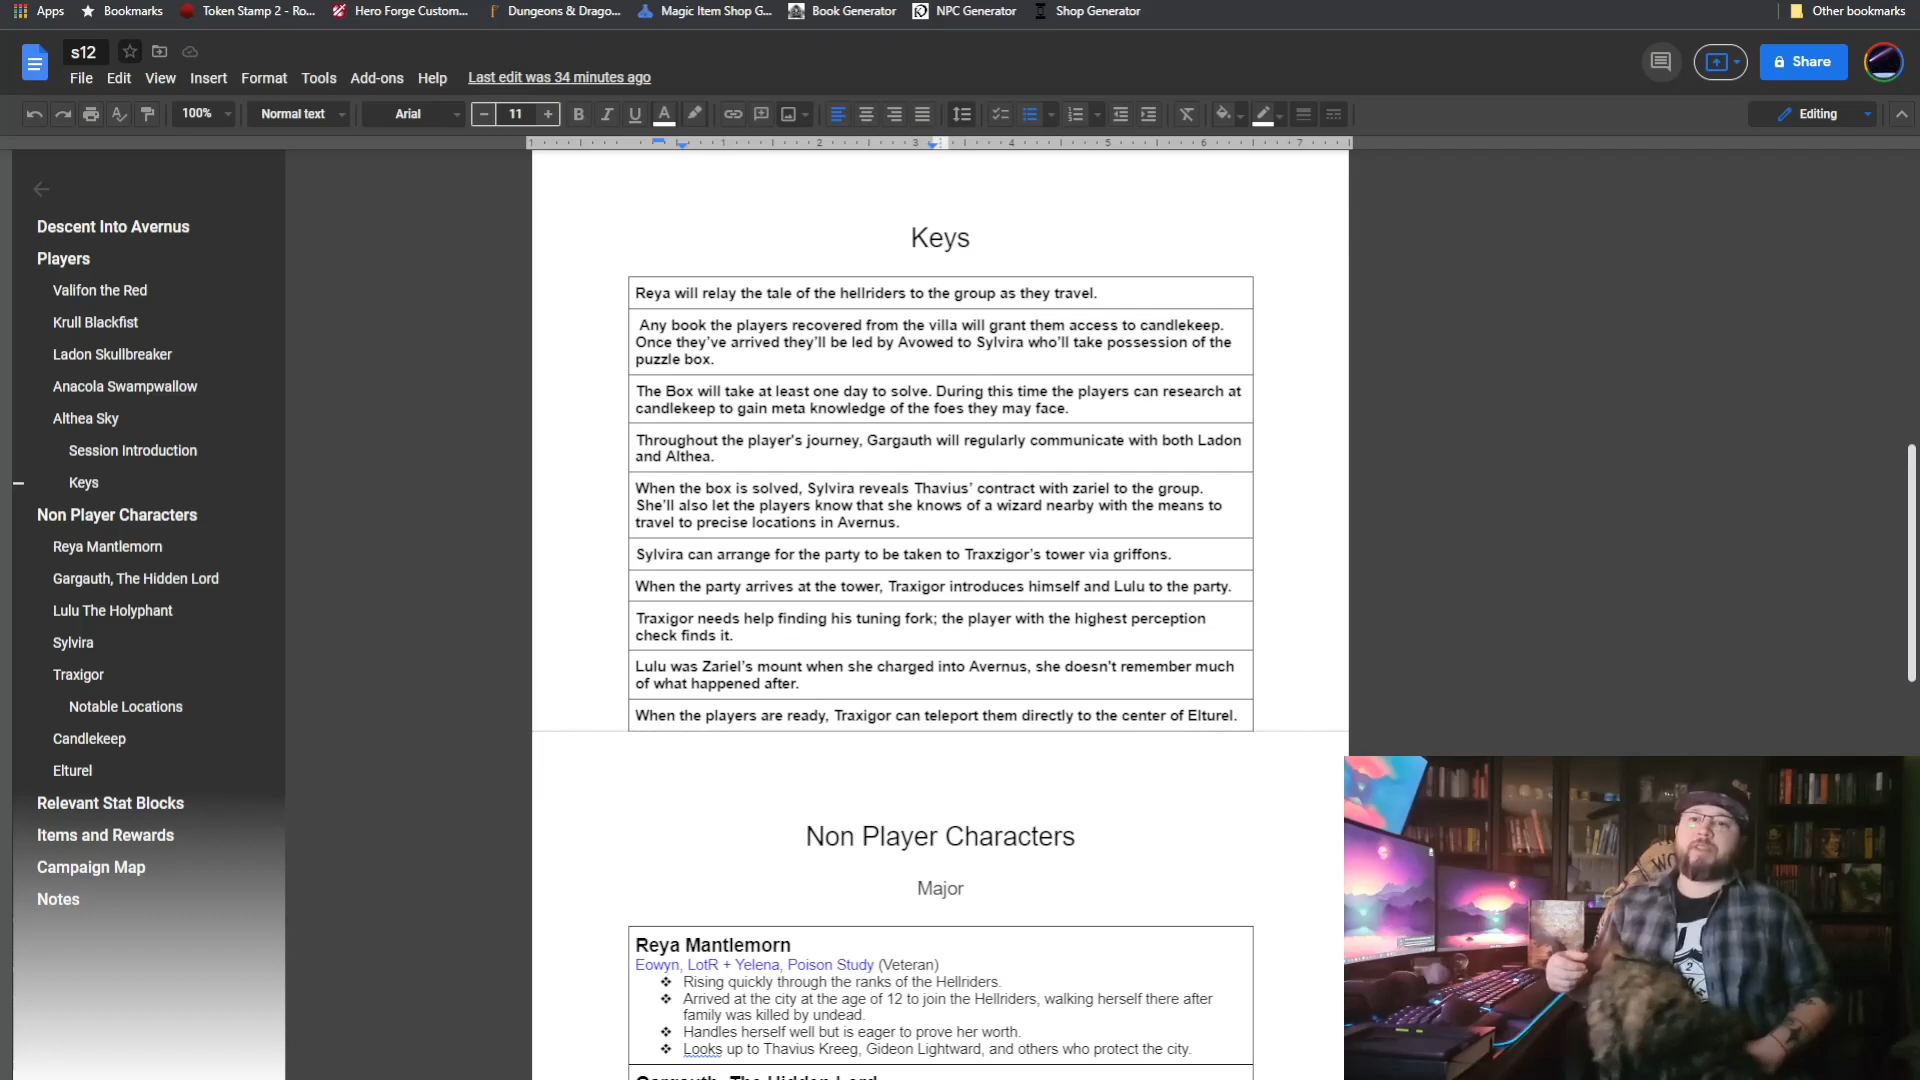 Apps
Bookmarks
Token Stamp 2 - Ro...
Hero Forge Custom...
Dungeons & Drago...
Magic Item Shop G...
Book Generator
NPC Generator
Shop Generator
Other bookmarks
s12
File Edit View Insert Format Tools Add-ons Help Last edit was 34 minutes ago
Share
100% Normal text Arial 11 Editing
1 1 2 3 4 5 6 7
Descent Into Avernus
Players
Valifon the Red
Krull Blackfist
Ladon Skullbreaker
Anacola Swampwallow
Althea Sky
Session Introduction
Keys
Non Player Characters
Reya Mantlemorn
Gargauth, The Hidden Lord
Lulu The Holyphant
Sylvira
Traxigor
Notable Locations
Candlekeep
Elturel
Relevant Stat Blocks
Items and Rewards
Campaign Map
Notes
Keys
Reya will relay the tale of the hellriders to the group as they travel.
Any book the players recovered from the villa will grant them access to candlekeep.
Once they've arrived they'll be led by Avowed to Sylvira who'll take possession of the
puzzle box.
The Box will take at least one day to solve. During this time the players can research at
candlekeep to gain meta knowledge of the foes they may face.
Throughout the player's journey, Gargauth will regularly communicate with both Ladon
and Althea.
When the box is solved, Sylvira reveals Thavius' contract with zariel to the group.
She'll also let the players know that she knows of a wizard nearby with the means to
travel to precise locations in Avernus.
Sylvira can arrange for the party to be taken to Traxzigor's tower via griffons.
When the party arrives at the tower, Traxigor introduces himself and Lulu to the party.
Traxigor needs help finding his tuning fork; the player with the highest perception
check finds it.
Lulu was Zariel's mount when she charged into Avernus, she doesn't remember much
of what happened after.
When the players are ready, Traxigor can teleport them directly to the center of Elturel.
Non Player Characters
Major
Reya Mantlemorn
Eowyn, LotR + Yelena, Poison Study (Veteran)
❖ Rising quickly through the ranks of the Hellriders.
❖ Arrived at the city at the age of 12 to join the Hellriders, walking herself there after
family was killed by undead.
❖ Handles herself well but is eager to prove her worth.
❖ Looks up to Thavius Kreeg, Gideon Lightward, and others who protect the city.
Gargauth, The Hidden Lord